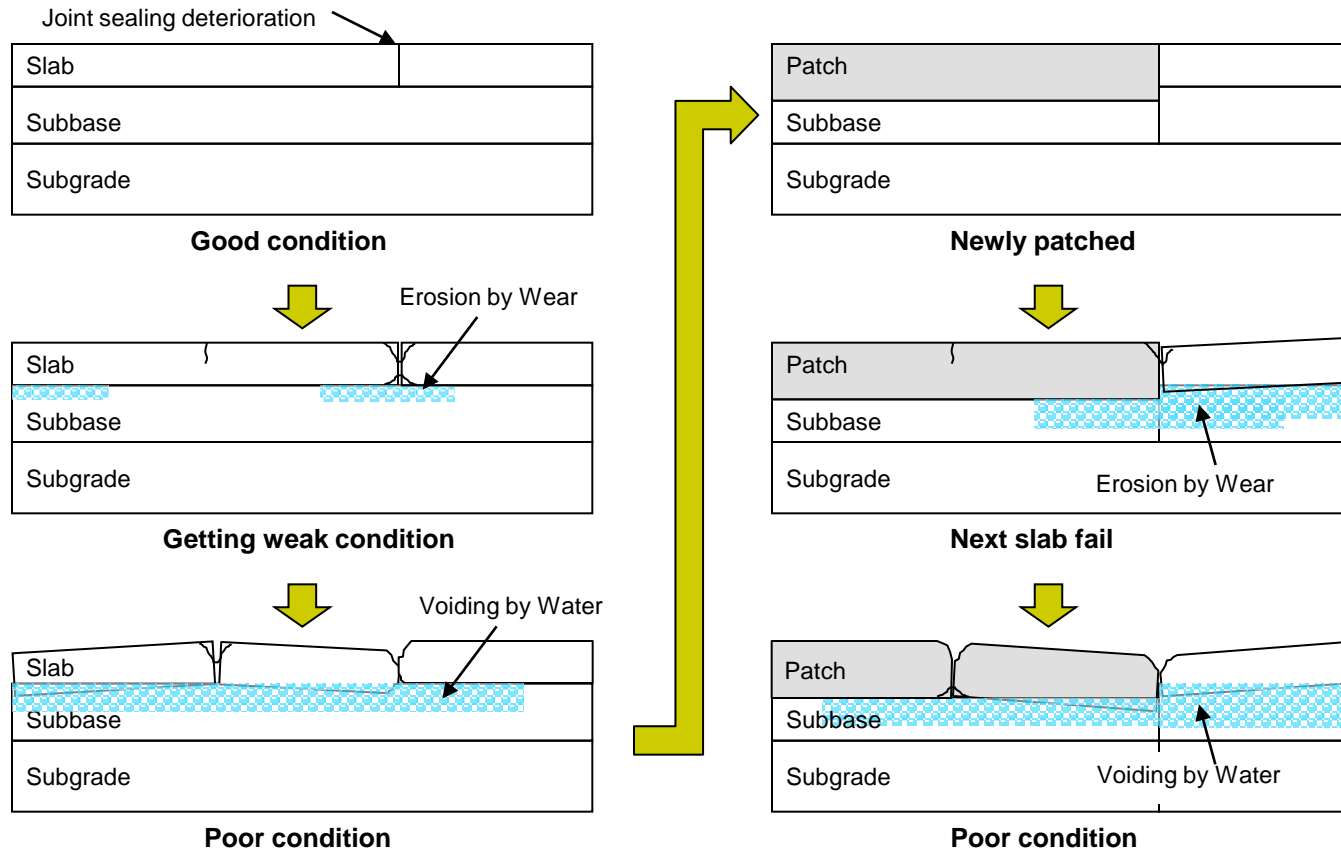 Joint sealing deterioration
Slab
Subbase
Subgrade
Good condition
Erosion by Wear
Slab
Subbase
Subgrade
Getting weak condition
Voiding by Water
Slab
Subbase
Subgrade
Poor condition
Patch
Subbase
Subgrade
Newly patched
Patch
Subbase
Subgrade
Erosion by Wear
Next slab fail
Patch
Subbase
Subgrade
Voiding by Water
Poor condition